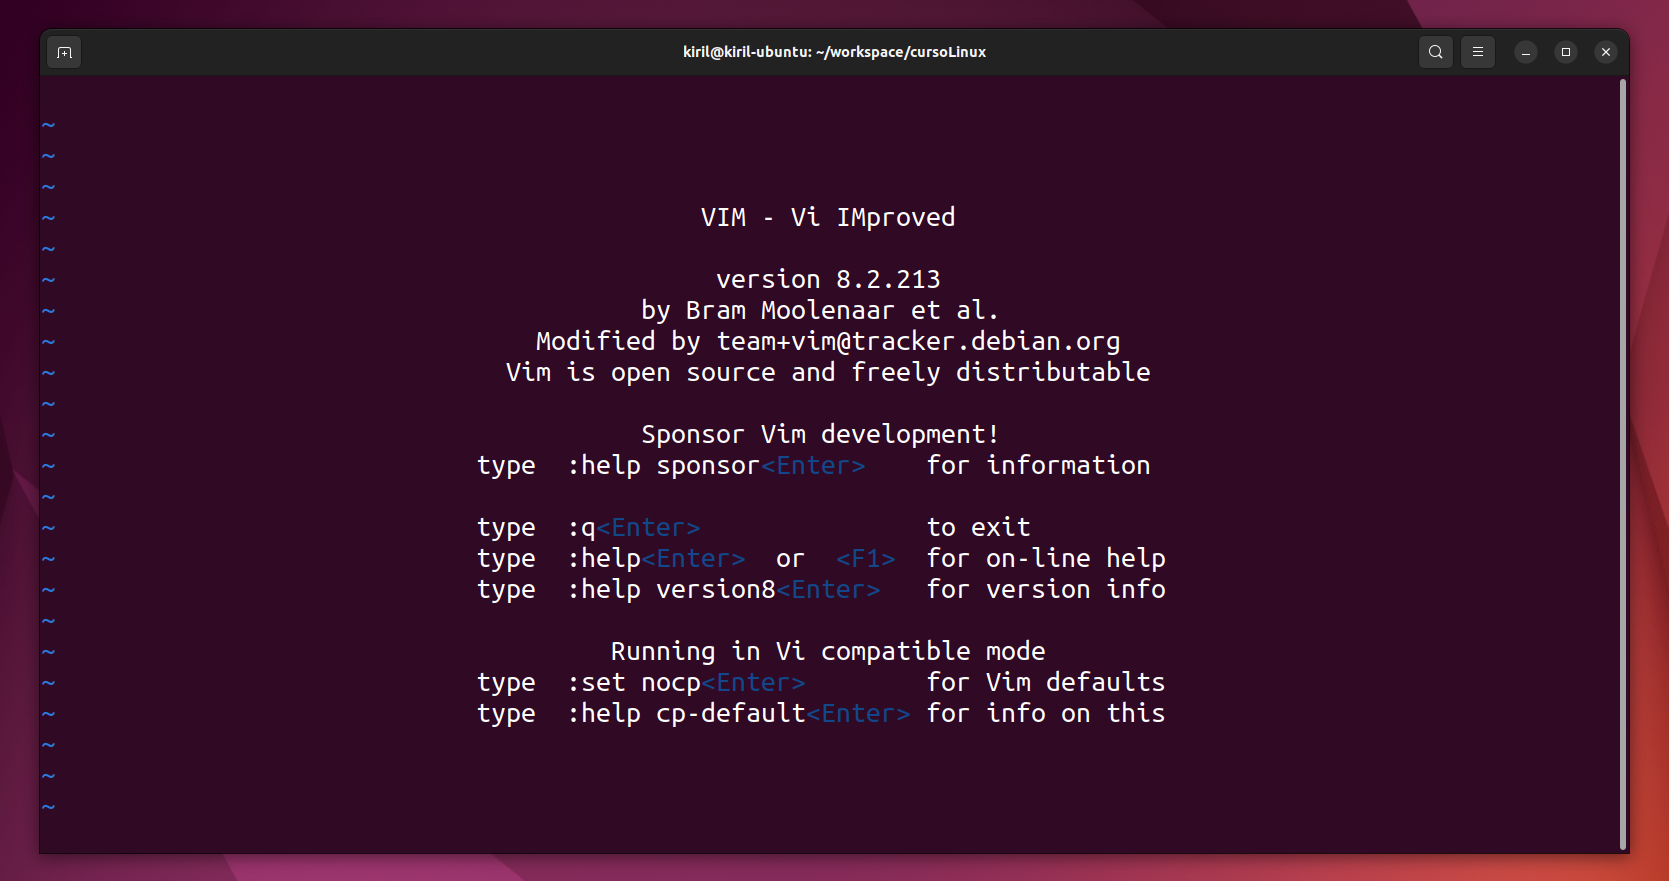 kiril@kiril-ubuntu: ~/workspace/cursoLinux
~
~
~
~ VIM - Vi IMproved
~
~ version 8.2.213
~ by Bram Moolenaar et al.
~ Modified by team+vim@tracker.debian.org
~ Vim is open source and freely distributable
~
~ Sponsor Vim development!
~ type :help sponsor<Enter> for information
~
~ type :q<Enter> to exit
~ type :help<Enter> or <F1> for on-line help
~ type :help version8<Enter> for version info
~
~ Running in Vi compatible mode
~ type :set nocp<Enter> for Vim defaults
~ type :help cp-default<Enter> for info on this
~
~
~